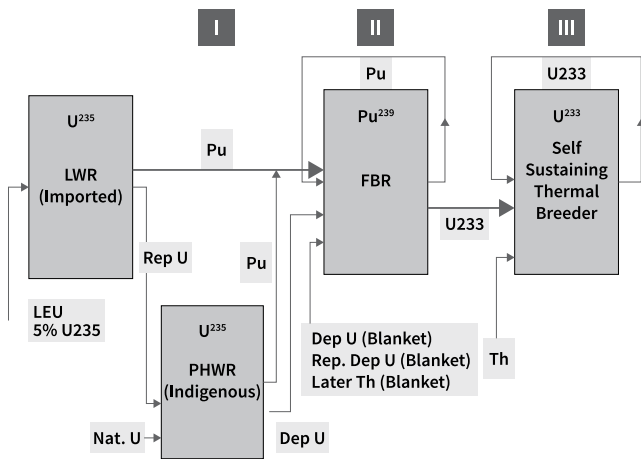 I
II
III
U²³⁵
LWR
(Imported)
LEU
5% U235
Rep U
Pu
Pu
U²³⁵
PHWR
(Indigenous)
Nat. U
Dep U
Pu
Pu²³⁹
FBR
Dep U (Blanket)
Rep. Dep U (Blanket)
Later Th (Blanket)
U233
U233
U²³³
Self
Sustaining
Thermal
Breeder
Th